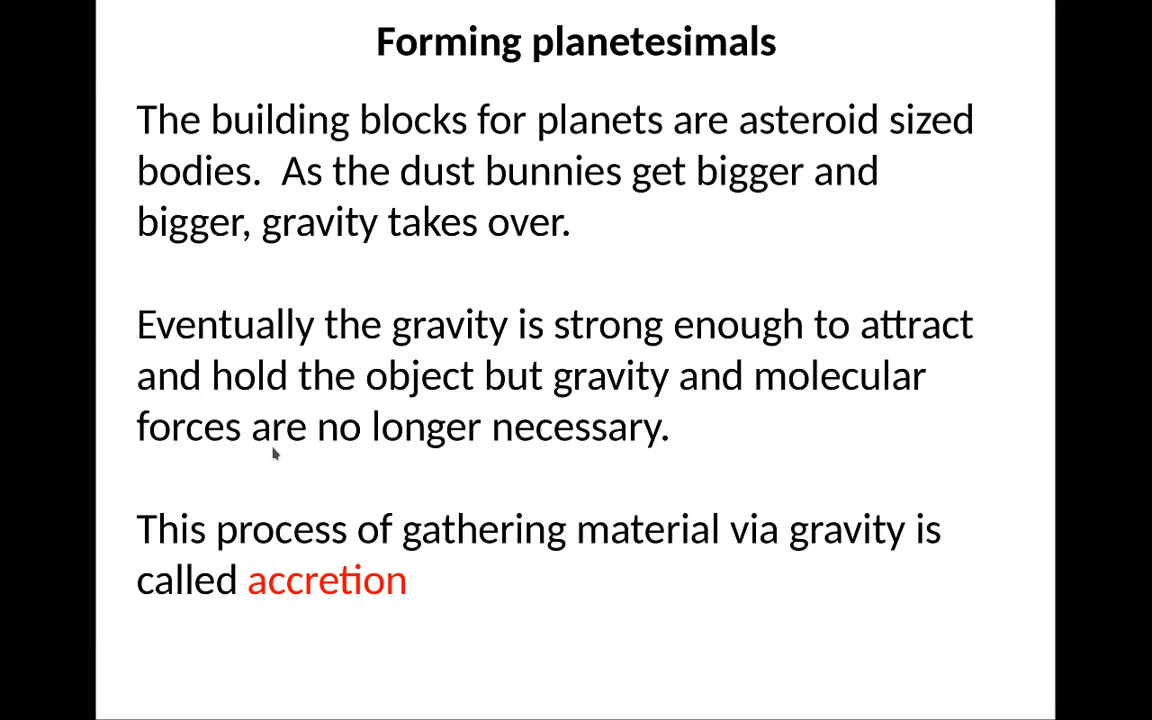 Forming planetesimals
The building blocks for planets are asteroid sized
bodies.  As the dust bunnies get bigger and
bigger, gravity takes over.
Eventually the gravity is strong enough to attract
and hold the object but gravity and molecular
forces are no longer necessary.
This process of gathering material via gravity is
called accretion